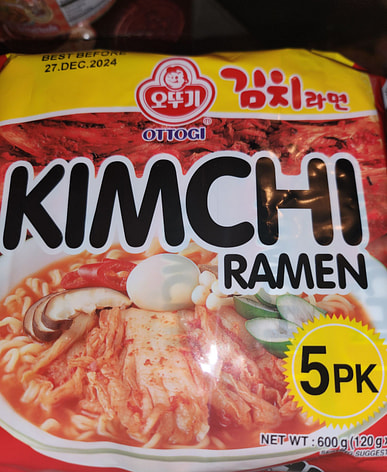 BEST BEFORE
27.DEC.2024
오뚜기
OTTOGI
김치라면
KIMCHI
RAMEN
5PK
NET WT : 600 g (120 g x